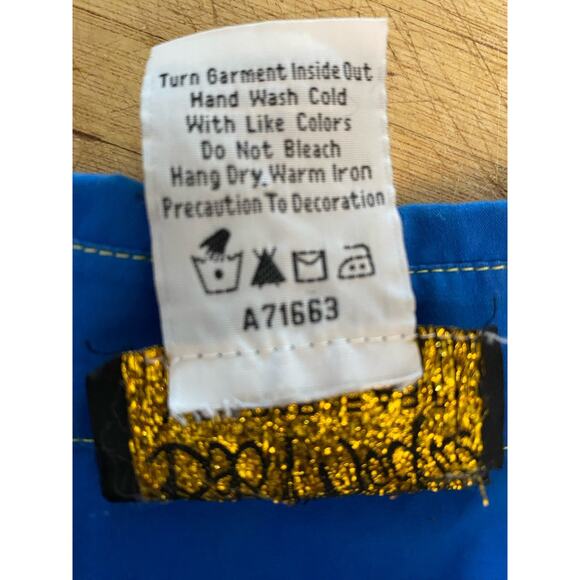 Turn Garment Inside Out
Hand Wash Cold
With Like Colors
Do Not Bleach
Hang Dry. Warm Iron
Precaution To Decoration
A71663